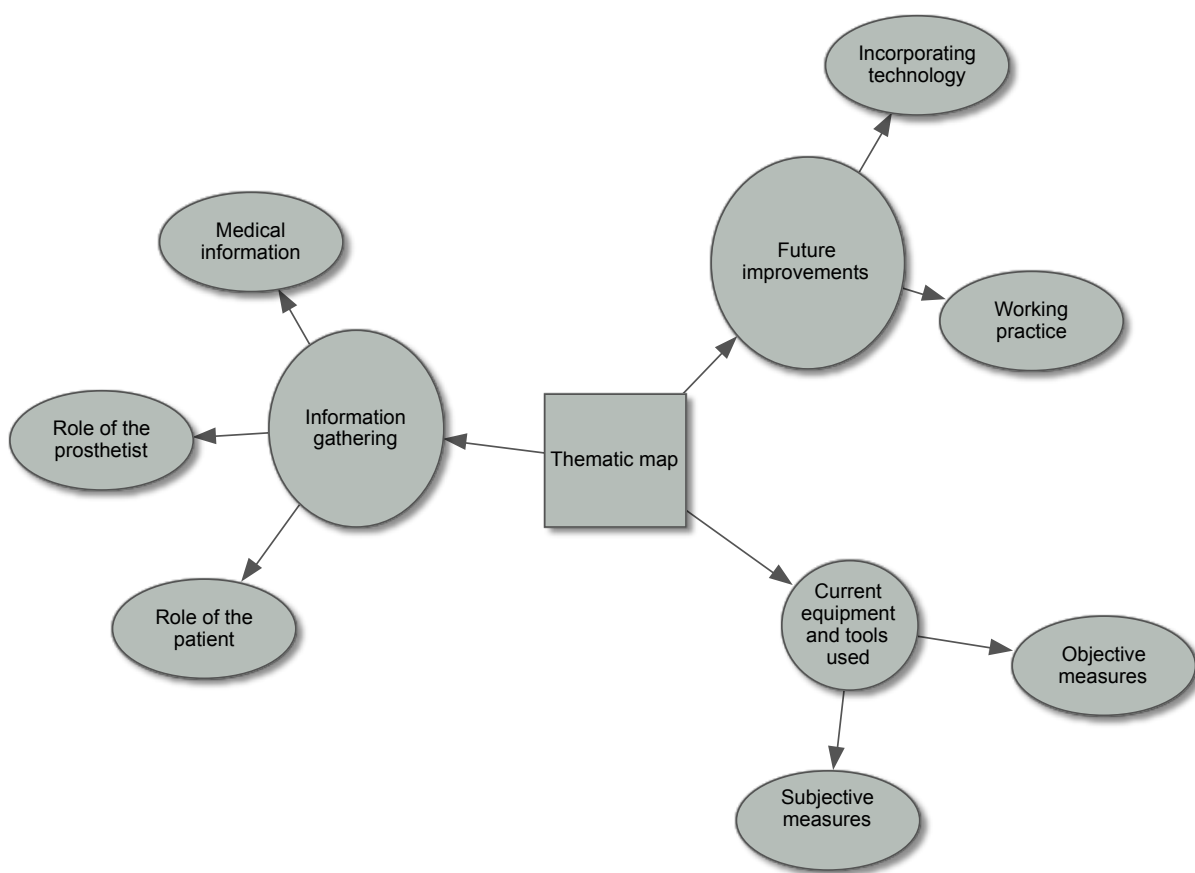 Incorporating
technology
Future
improvements
Working
practice
Medical
information
Information
gathering
Role of the
prosthetist
Role of the
patient
Thematic map
Current
equipment
and tools
used
Objective
measures
Subjective
measures